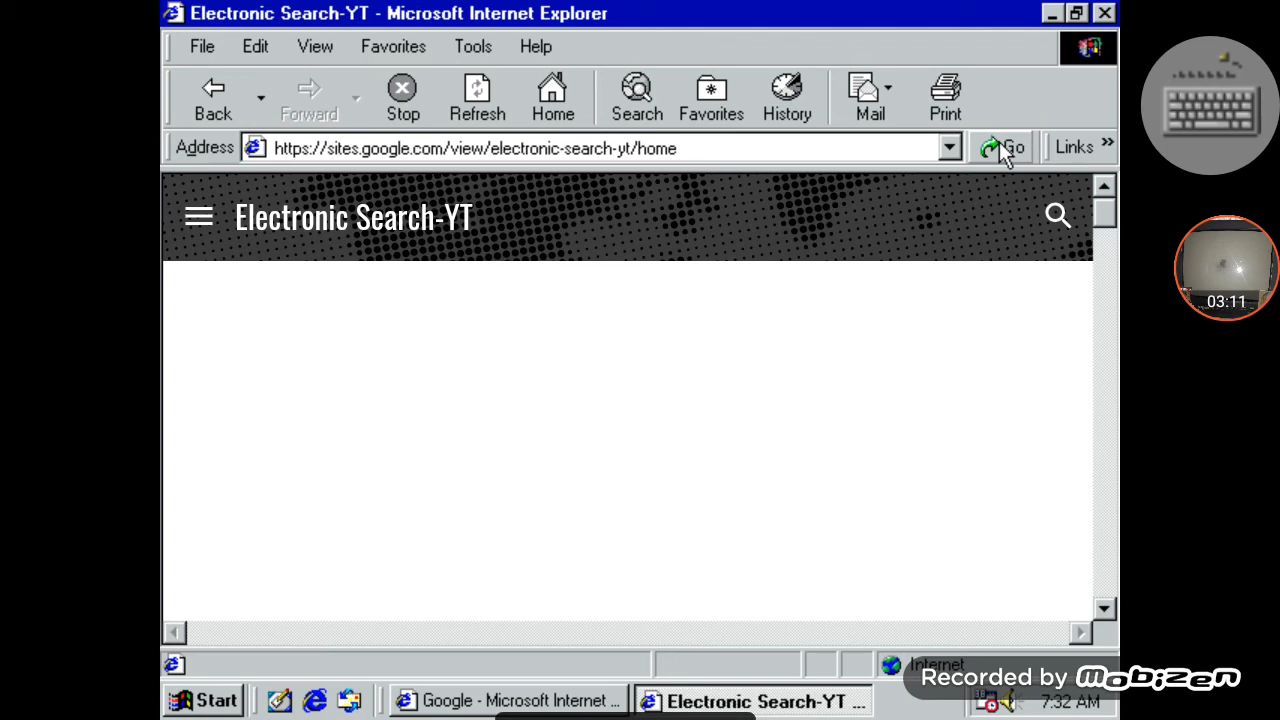 Electronic Search-YT - Microsoft Internet Explorer
File Edit View Favorites Tools Help
Back Forward Stop Refresh Home Search Favorites History Mail Print
Address https://sites.google.com/view/electronic-search-yt/home Go Links »
Electronic Search-YT
03:11
Internet
Recorded by mobizen
Start Google - Microsoft Internet ... Electronic Search-YT ... 7:32 AM